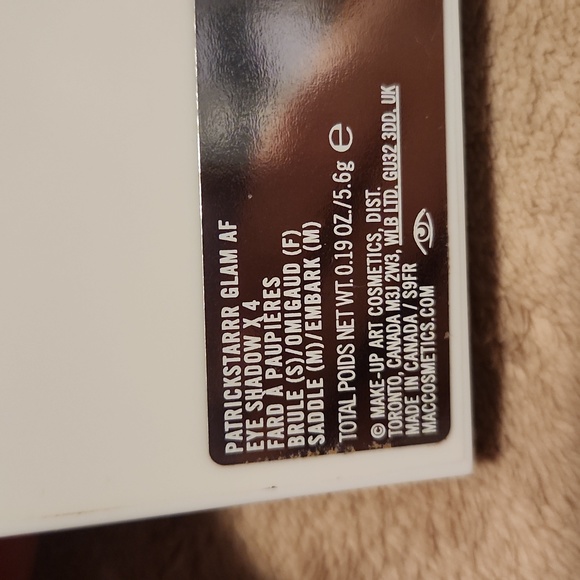 PATRICKSTARRR GLAM AF
EYE SHADOW X 4
FARD À PAUPIÈRES
BRULE (S)/OMIGAUD (F)
SADDLE (M)/EMBARK (M)
TOTAL POIDS NET WT. 0.19 OZ./5.6g ℮
© MAKE-UP ART COSMETICS, DIST.
TORONTO, CANADA M3J 2W3, WLB LTD. GU32 3DD. UK
MADE IN CANADA / S9FR
MACCOSMETICS.COM